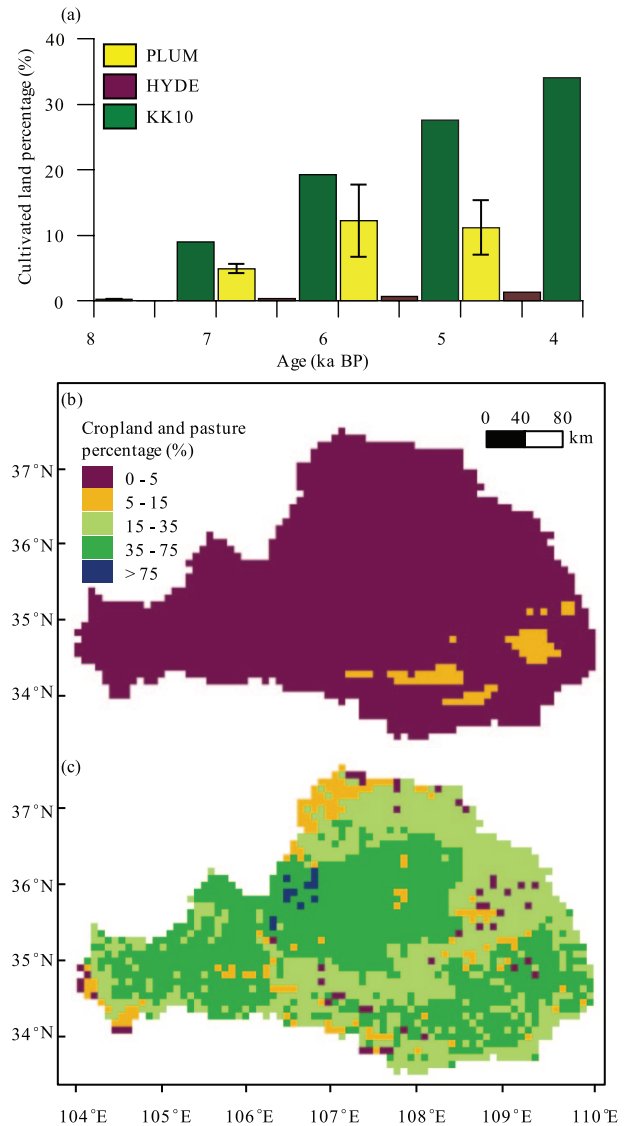 (a)
40
30
20
10
0
Cultivated land percentage (%)
PLUM
HYDE
KK10
8 7 6 5 4
Age (ka BP)
(b)
Cropland and pasture
percentage (%)
0 - 5
5 - 15
15 - 35
35 - 75
> 75
0 40 80
km
37°N
36°N
35°N
34°N
(c)
37°N
36°N
35°N
34°N
104°E 105°E 106°E 107°E 108°E 109°E 110°E